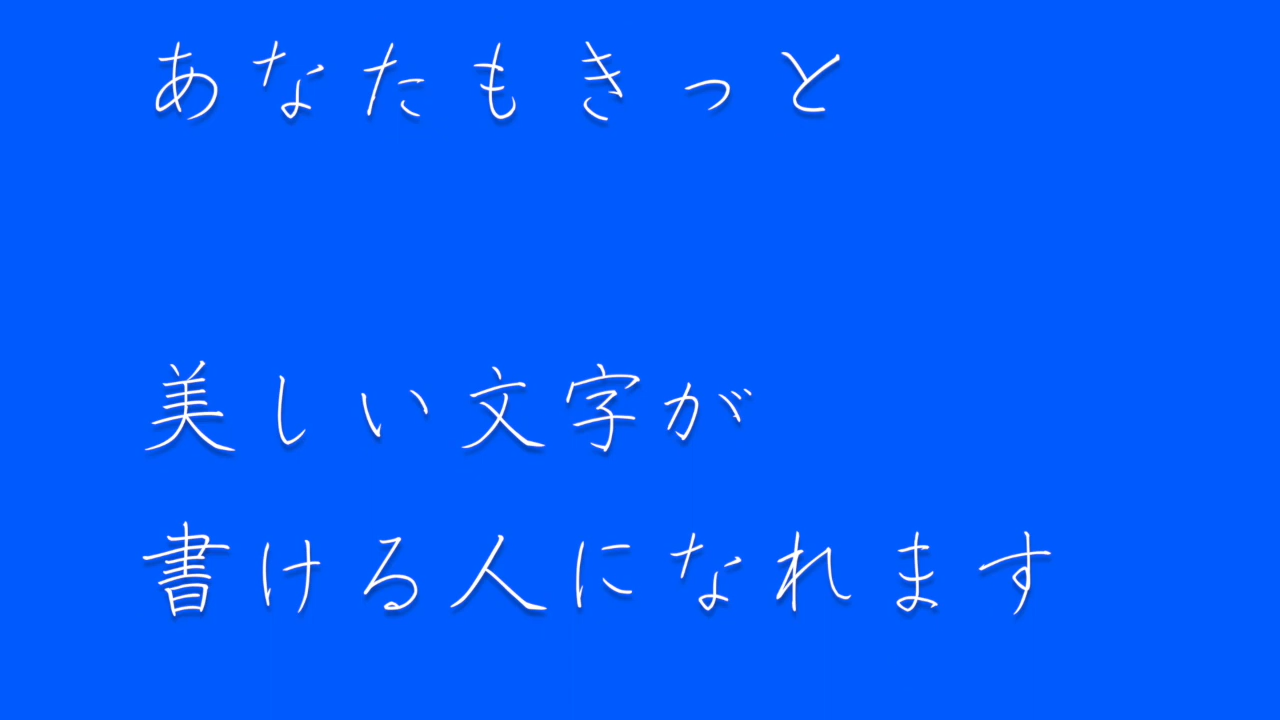 あなたもきっと
美しい文字が
書ける人になれます